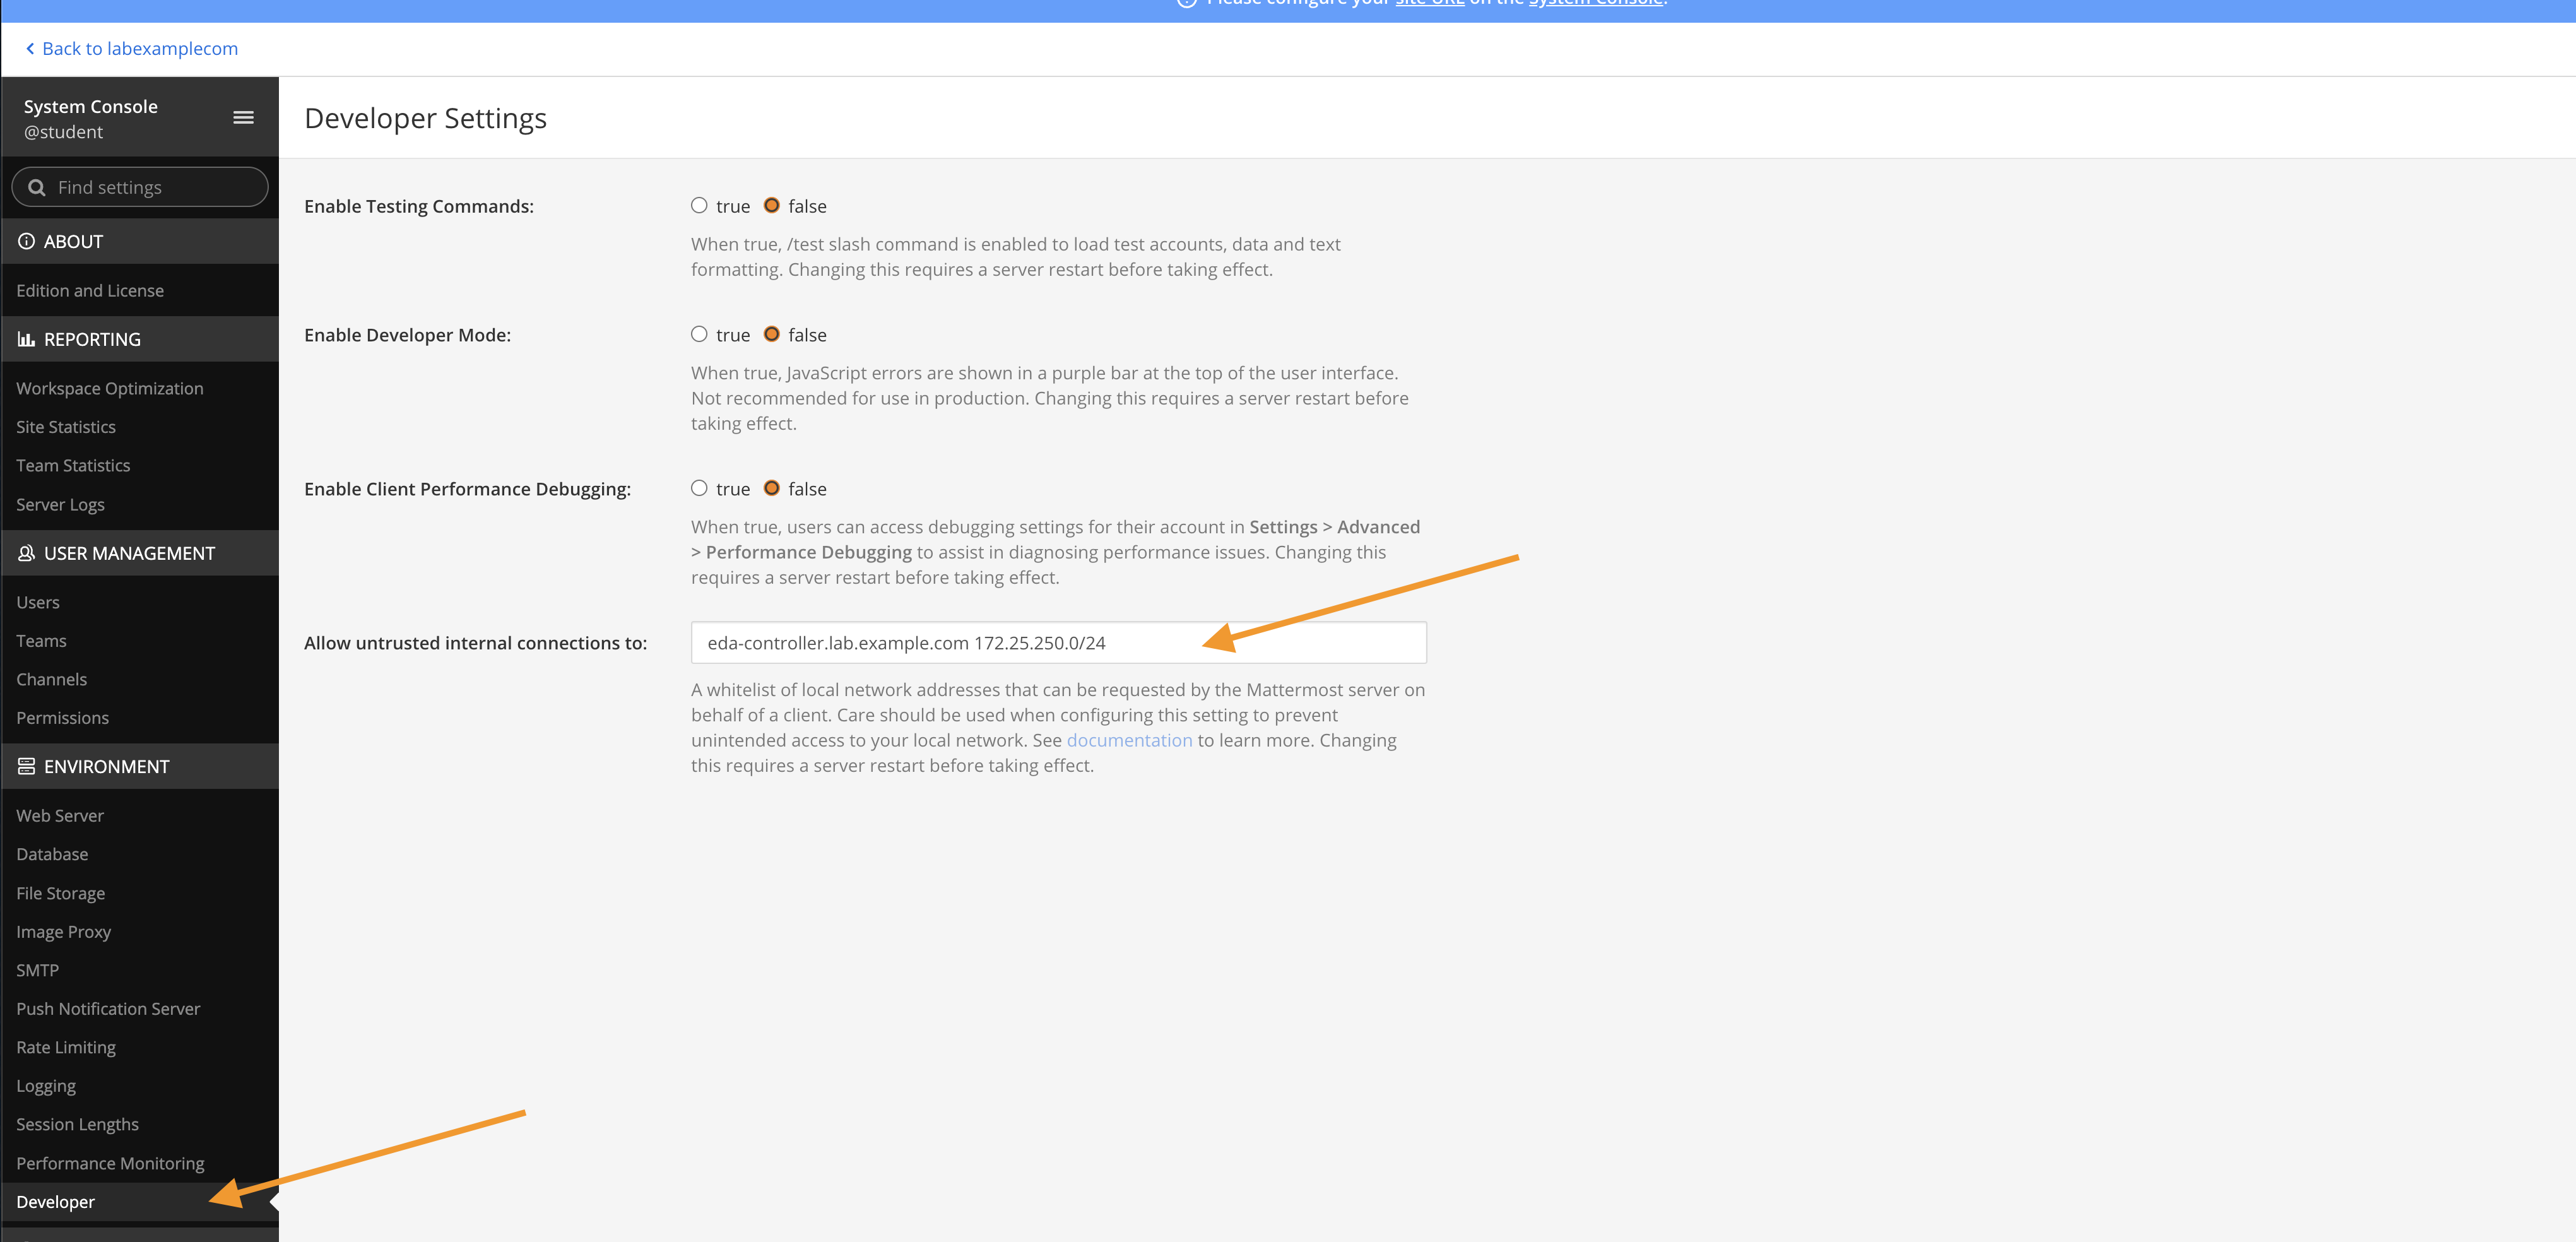 Please configure your site URL on the System Console.
Back to labexamplecom
System Console
@student
Find settings
ABOUT
Edition and License
REPORTING
Workspace Optimization
Site Statistics
Team Statistics
Server Logs
USER MANAGEMENT
Users
Teams
Channels
Permissions
ENVIRONMENT
Web Server
Database
File Storage
Image Proxy
SMTP
Push Notification Server
Rate Limiting
Logging
Session Lengths
Performance Monitoring
Developer
Developer Settings
Enable Testing Commands: true false
When true, /test slash command is enabled to load test accounts, data and text
formatting. Changing this requires a server restart before taking effect.
Enable Developer Mode: true false
When true, JavaScript errors are shown in a purple bar at the top of the user interface.
Not recommended for use in production. Changing this requires a server restart before
taking effect.
Enable Client Performance Debugging: true false
When true, users can access debugging settings for their account in Settings > Advanced
> Performance Debugging to assist in diagnosing performance issues. Changing this
requires a server restart before taking effect.
Allow untrusted internal connections to: eda-controller.lab.example.com 172.25.250.0/24
A whitelist of local network addresses that can be requested by the Mattermost server on
behalf of a client. Care should be used when configuring this setting to prevent
unintended access to your local network. See documentation to learn more. Changing
this requires a server restart before taking effect.